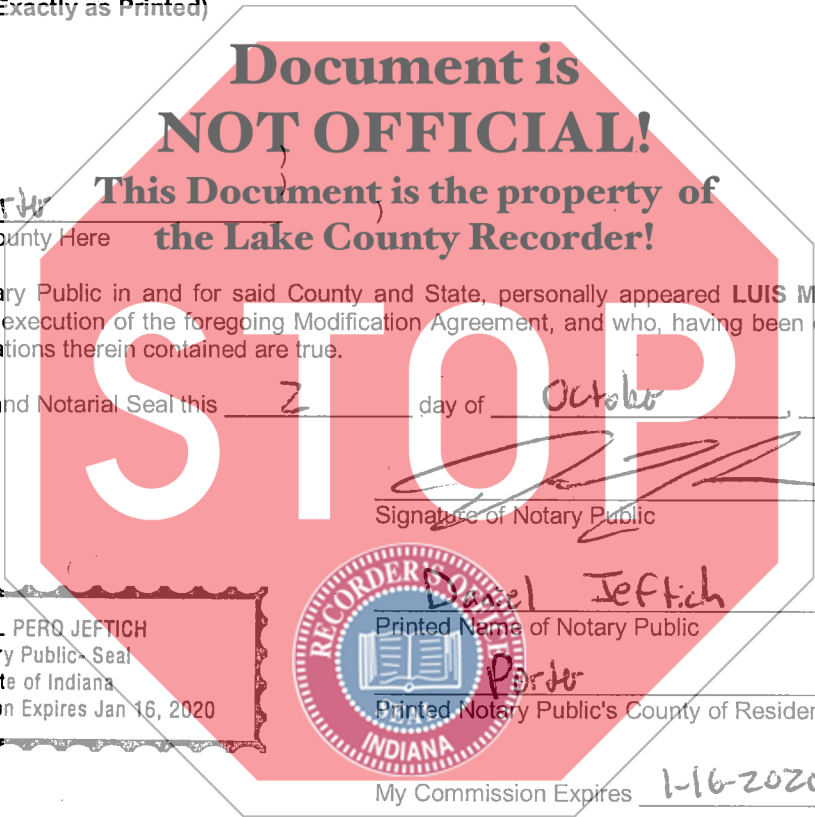 Exactly as Printed)
Document is
NOT OFFICIAL!
This Document is the property of
the Lake County Recorder!
ounty Here
ary Public in and for said County and State, personally appeared LUIS M
execution of the foregoing Modification Agreement, and who, having been
ations therein contained are true.
and Notarial Seal this 2 day of October,
STOP
Signature of Notary Public
Daniel Jeftich
Printed Name of Notary Public
Porter
Printed Notary Public's County of Residen
L PERO JEFTICH
y Public- Seal
te of Indiana
n Expires Jan 16, 2020
RECORDER'S OFFICE
INDIANA
My Commission Expires 1-16-2020